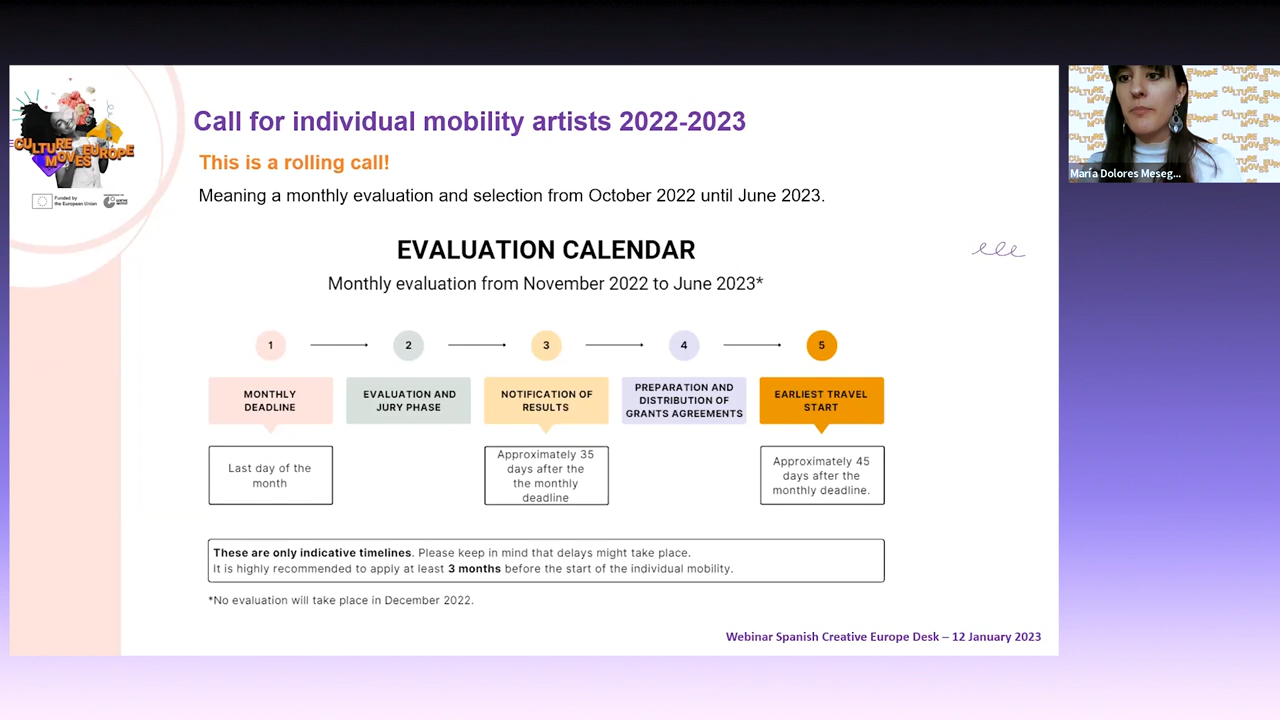 Call for individual mobility artists 2022-2023
This is a rolling call!
Meaning a monthly evaluation and selection from October 2022 until June 2023.
CULTURE
MOVES
EUROPE
Funded by
the European Union
GOETHE
INSTITUT
EVALUATION CALENDAR
Monthly evaluation from November 2022 to June 2023*
1
2
3
4
5
MONTHLY
DEADLINE
EVALUATION AND
JURY PHASE
NOTIFICATION OF
RESULTS
PREPARATION AND
DISTRIBUTION OF
GRANTS AGREEMENTS
EARLIEST TRAVEL
START
Last day of the
month
Approximately 35
days after the
the monthly
deadline
Approximately 45
days after the
monthly deadline.
These are only indicative timelines. Please keep in mind that delays might take place.
It is highly recommended to apply at least 3 months before the start of the individual mobility.
*No evaluation will take place in December 2022.
Webinar Spanish Creative Europe Desk – 12 January 2023
María Dolores Meseg...